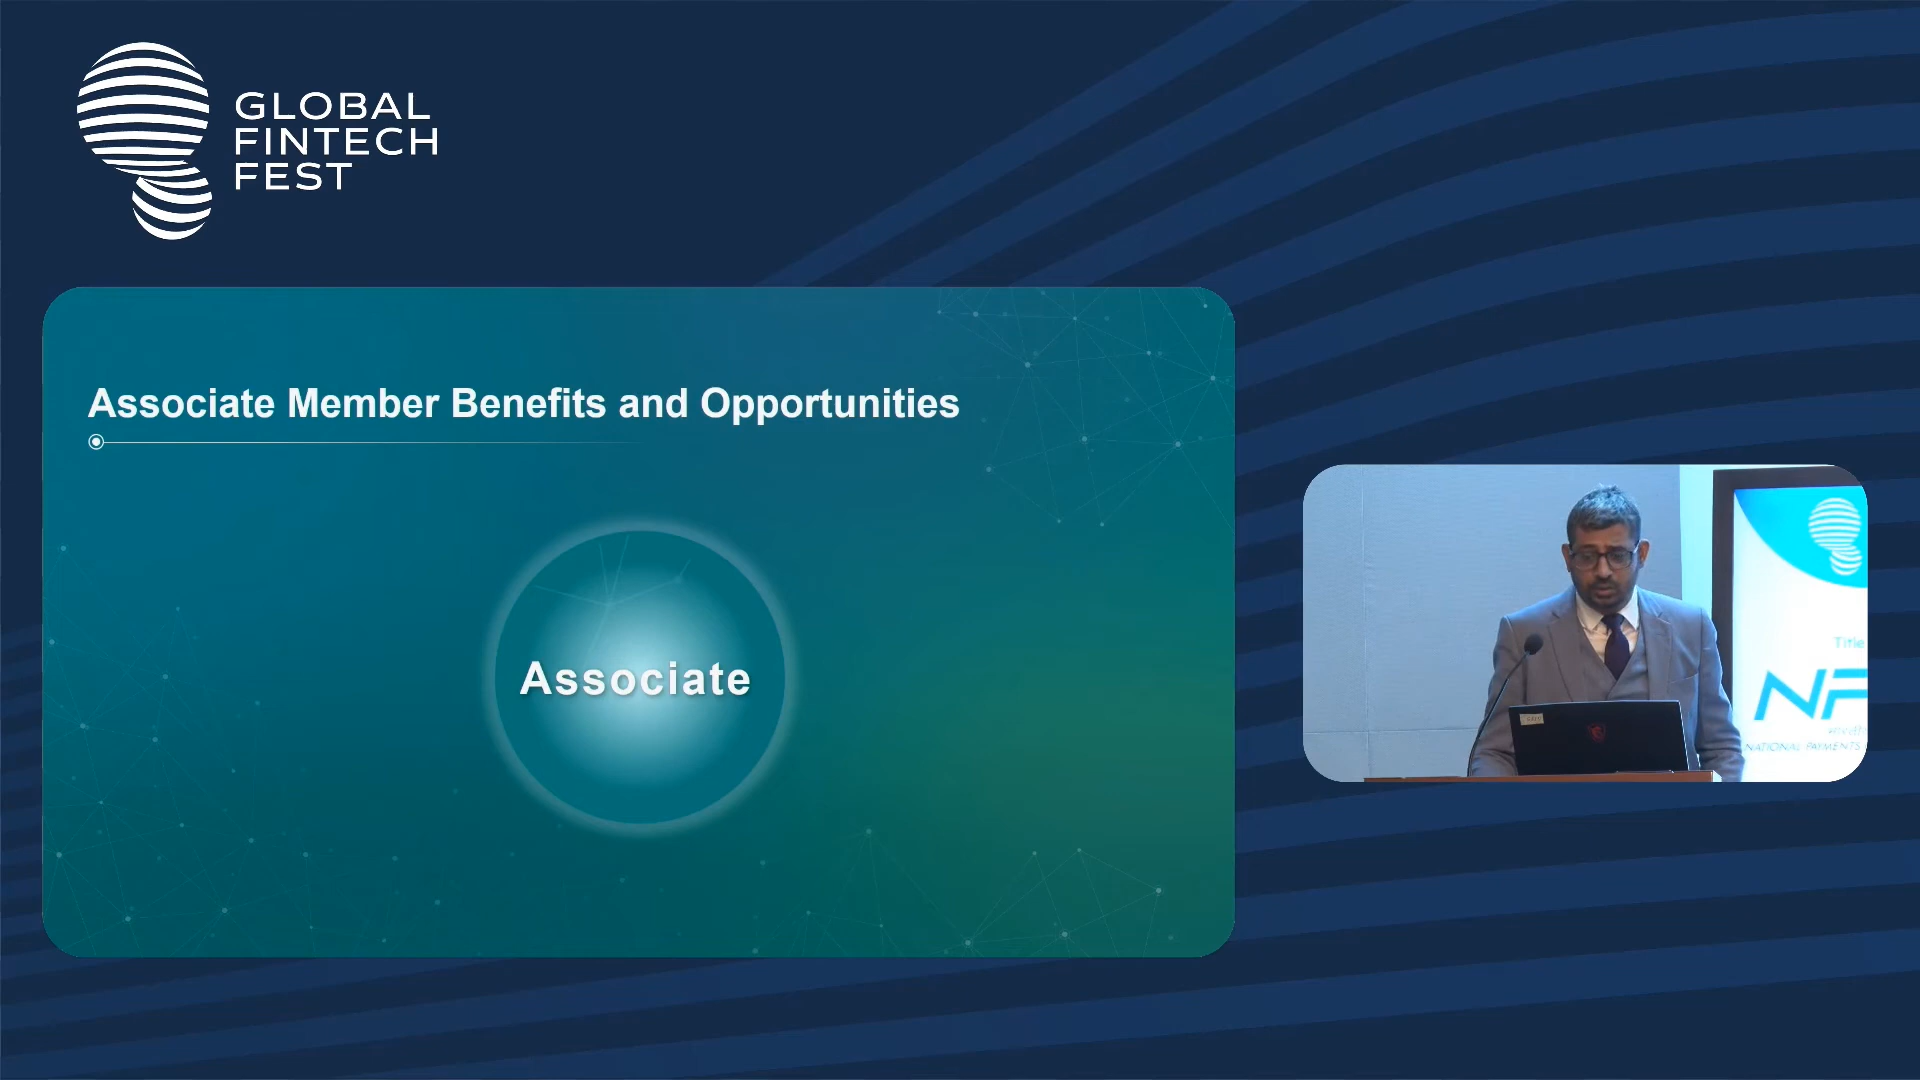 GLOBAL
FINTECH
FEST
Associate Member Benefits and Opportunities
Associate
Title
NATIONAL PAYMENTS